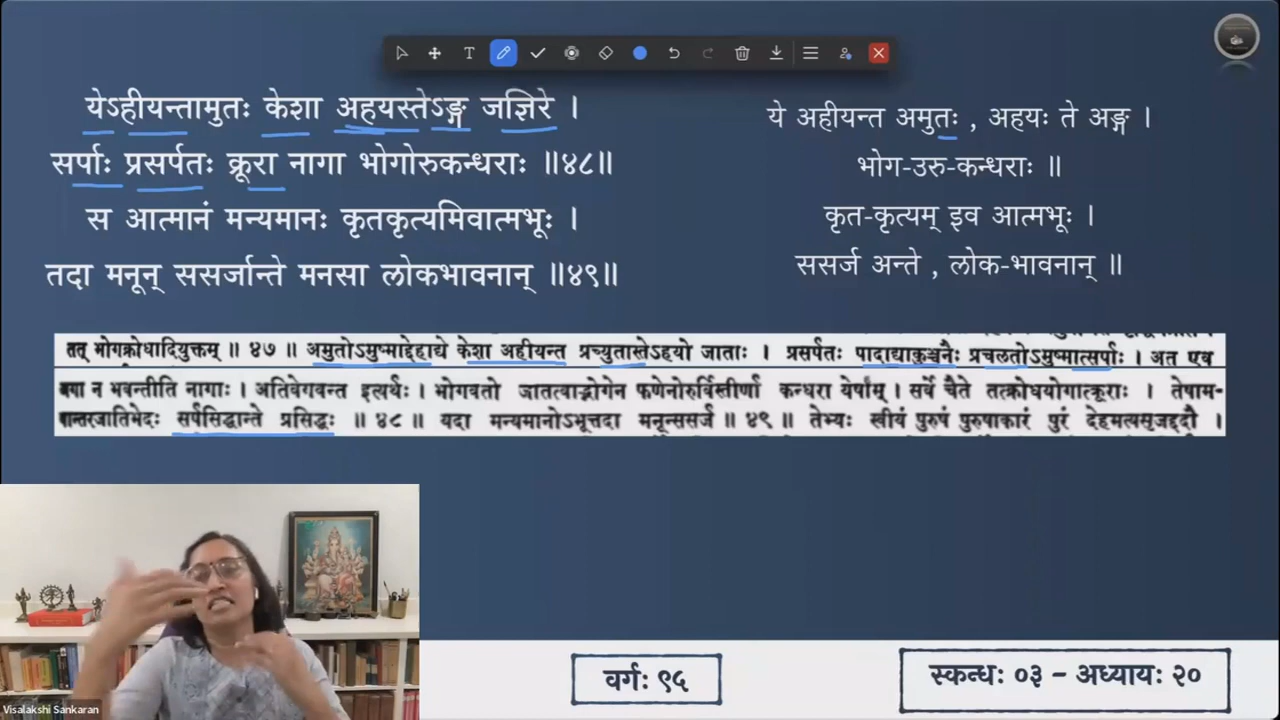 येऽहीयन्तामुतः केशा अहयस्तेऽङ्ग जज्ञिरे ।
सर्पाः प्रसर्पतः क्रूरा नागा भोगोरुकन्धराः ॥४८॥
स आत्मानं मन्यमानः कृतकृत्यमिवात्मभूः ।
तदा मनून् ससर्जान्ते मनसा लोकभावनान् ॥४९॥
ये अहीयन्त अमुतः , अहयः ते अङ्ग ।
भोग-उरु-कन्धराः ॥
कृत-कृत्यम् इव आत्मभूः ।
ससर्ज अन्ते , लोक-भावनान् ॥
तत् भोगक्रोधादियुक्तम् ॥ ४७ ॥ अमुतोऽमुष्माद्देहाद्ये केशा अहीयन्त प्रच्युतास्तेऽहयो जाताः । प्रसर्पतः पादाद्याकुञ्चनैः प्रचलतोऽमुष्मात्सर्पाः । अत एव
न भवन्तीति नागाः । अतिवेगवन्त इत्यर्थः । भोगवतो जातत्वाद्भोगेन फणेनोरुर्विस्तीर्णा कन्धरा येषाम् । सर्वे चैते तत्क्रोधयोगात्क्रूराः । तेषाम-
वान्तरजातिभेदः सर्पसिद्धान्ते प्रसिद्धः ॥ ४८ ॥ यदा मन्यमानोऽभूत्तदा मनून्ससर्ज ॥ ४९ ॥ तेभ्यः स्वीयं पुरुषं पुरुषाकारं पुरं देहमत्यसृजद्ददौ ।
Visalakshi Sankaran
वर्गः ९५
स्कन्धः ०३ - अध्यायः २०